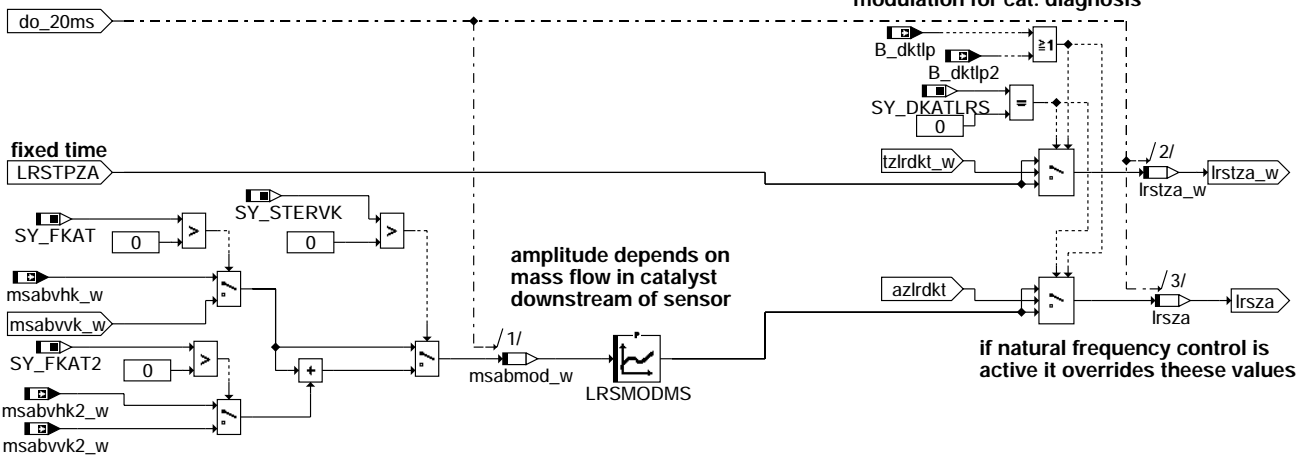 modulation for cat. diagnosis
do_20ms
B_dktlp
≧1
B_dktlp2
SY_DKATLRS
=
0
fixed time
LRSTPZA
tzlrdkt_w
/2/
lrstza_w
lrstza_w
SY_STERVK
>
0
SY_FKAT
>
0
amplitude depends on
mass flow in catalyst
downstream of sensor
msabvhk_w
msabvvk_w
azlrdkt
/3/
lrsza
lrsza
SY_FKAT2
>
0
+
/1/
msabmod_w
P
LRSMODMS
if natural frequency control is
active it overrides theese values
msabvhk2_w
msabvvk2_w